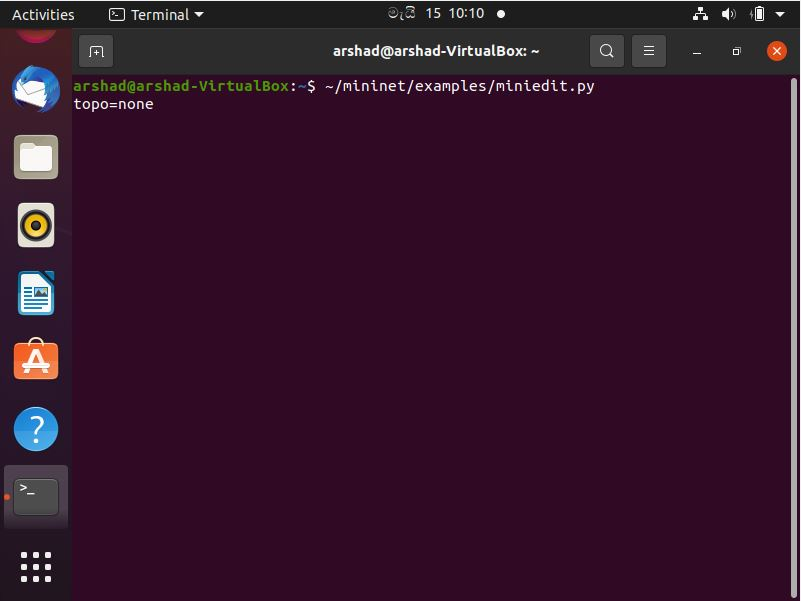 Activities
Terminal
මැයි 15 10:10
arshad@arshad-VirtualBox: ~
arshad@arshad-VirtualBox:~$ ~/mininet/examples/miniedit.py
topo=none